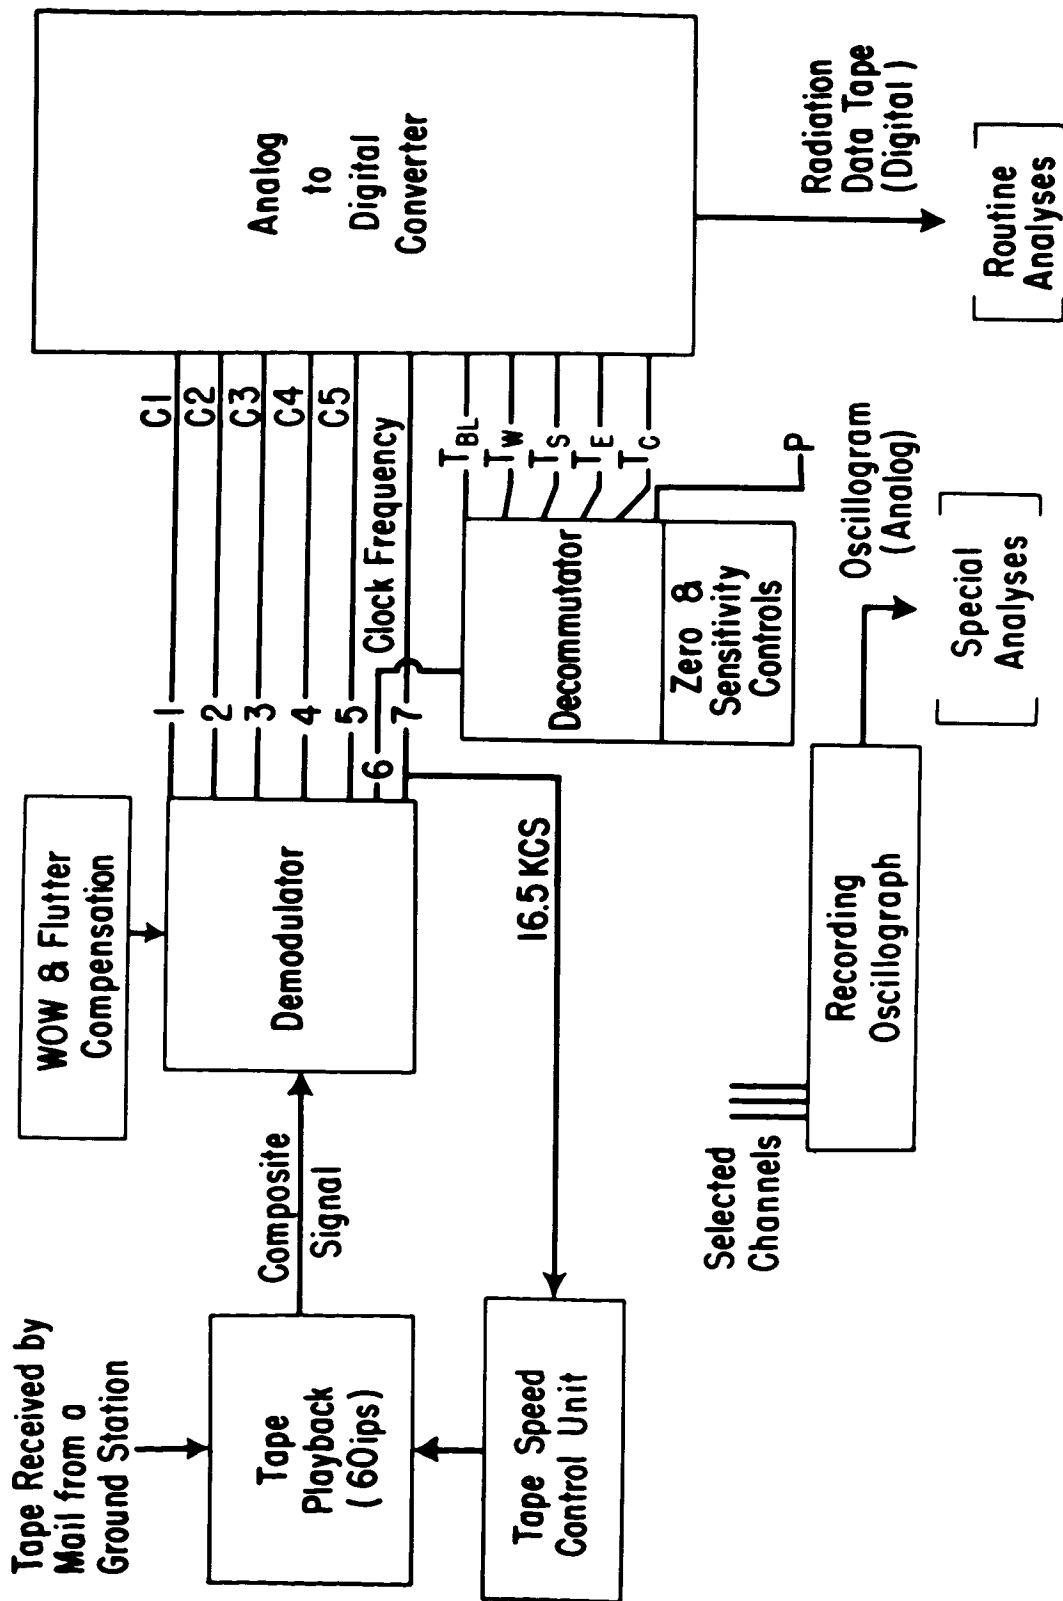 Tape Received by
Mail from a
Ground Station
Tape
Playback
(60ips)
Tape Speed
Control Unit
Composite
Signal
WOW & Flutter
Compensation
Demodulator
16.5 KCS
1
2
3
4
5
6
7
C1
C2
C3
C4
C5
Clock Frequency
Decommutator
Zero &
Sensitivity
Controls
TBL
TW
TS
TE
TC
P
Analog
to
Digital
Converter
Radiation
Data Tape
(Digital)
Routine
Analyses
Selected
Channels
Recording
Oscillograph
Oscillogram
(Analog)
Special
Analyses